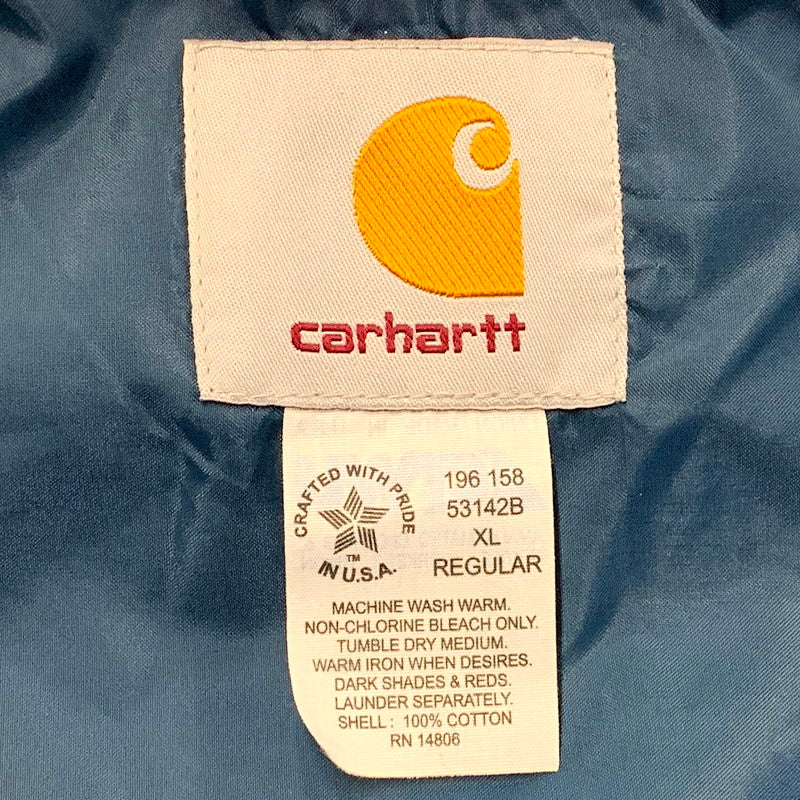 carhartt
CRAFTED WITH PRIDE
TM
IN U.S.A.
196 158
53142B
XL
REGULAR
MACHINE WASH WARM.
NON-CHLORINE BLEACH ONLY.
TUMBLE DRY MEDIUM.
WARM IRON WHEN DESIRES.
DARK SHADES & REDS.
LAUNDER SEPARATELY.
SHELL : 100% COTTON
RN 14806